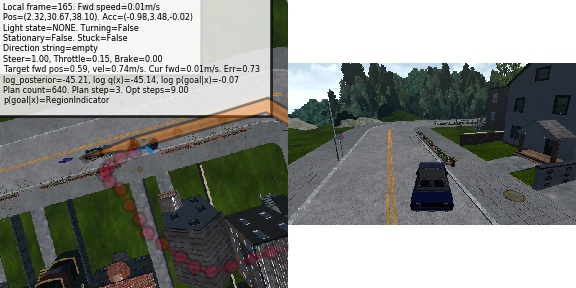 Local frame=165: Fwd speed=0.01m/s
Pos=(2.32,30.67,38.10). Acc=(-0.98,3.48,-0.02)
Light state=NONE. Turning=False
Stationary=False. Stuck=False
Direction string=empty
Steer=1.00, Throttle=0.15, Brake=0.00
Target fwd pos=0.59, vel=0.74m/s. Cur fwd=0.01m/s. Err=0.73
log_posterior=-45.21, log q(x)=-45.14, log p(goal|x)=-0.07
Plan count=640. Plan step=3. Opt steps=9.00
p(goal|x)=RegionIndicator